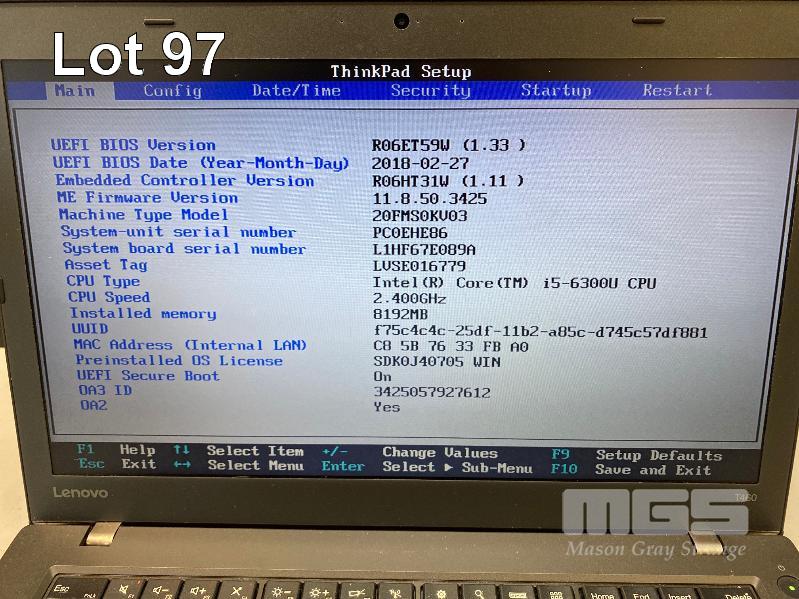 Lot 97
ThinkPad Setup
Main Config Date/Time Security Startup Restart
UEFI BIOS Version R06ET59W (1.33 )
UEFI BIOS Date (Year-Month-Day) 2018-02-27
Embedded Controller Version R06HT31W (1.11 )
ME Firmware Version 11.8.50.3425
Machine Type Model 20FMS0KV03
System-unit serial number PC0EHE86
System board serial number L1HF67E089A
Asset Tag LVSE016779
CPU Type Intel(R) Core(TM) i5-6300U CPU
CPU Speed 2.400GHz
Installed memory 8192MB
UUID f75c4c4c-25df-11b2-a85c-d745c57df881
MAC Address (Internal LAN) C8 5B 76 33 FB A0
Preinstalled OS License SDK0J40705 WIN
UEFI Secure Boot On
OA3 ID 3425057927612
OA2 Yes
F1 Help ↑↓ Select Item +/- Change Values F9 Setup Defaults
Esc Exit ↔ Select Menu Enter Select ▶ Sub-Menu F10 Save and Exit
Lenovo
T460
MGS
Mason Gray Strange
Esc Home End Insert Delete